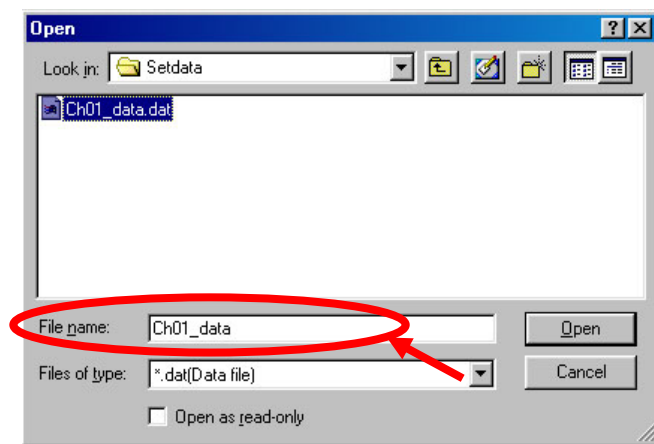 Open
Look in: Setdata
Ch01_data.dat
File name: Ch01_data Open
Files of type: *.dat(Data file) Cancel
Open as read-only